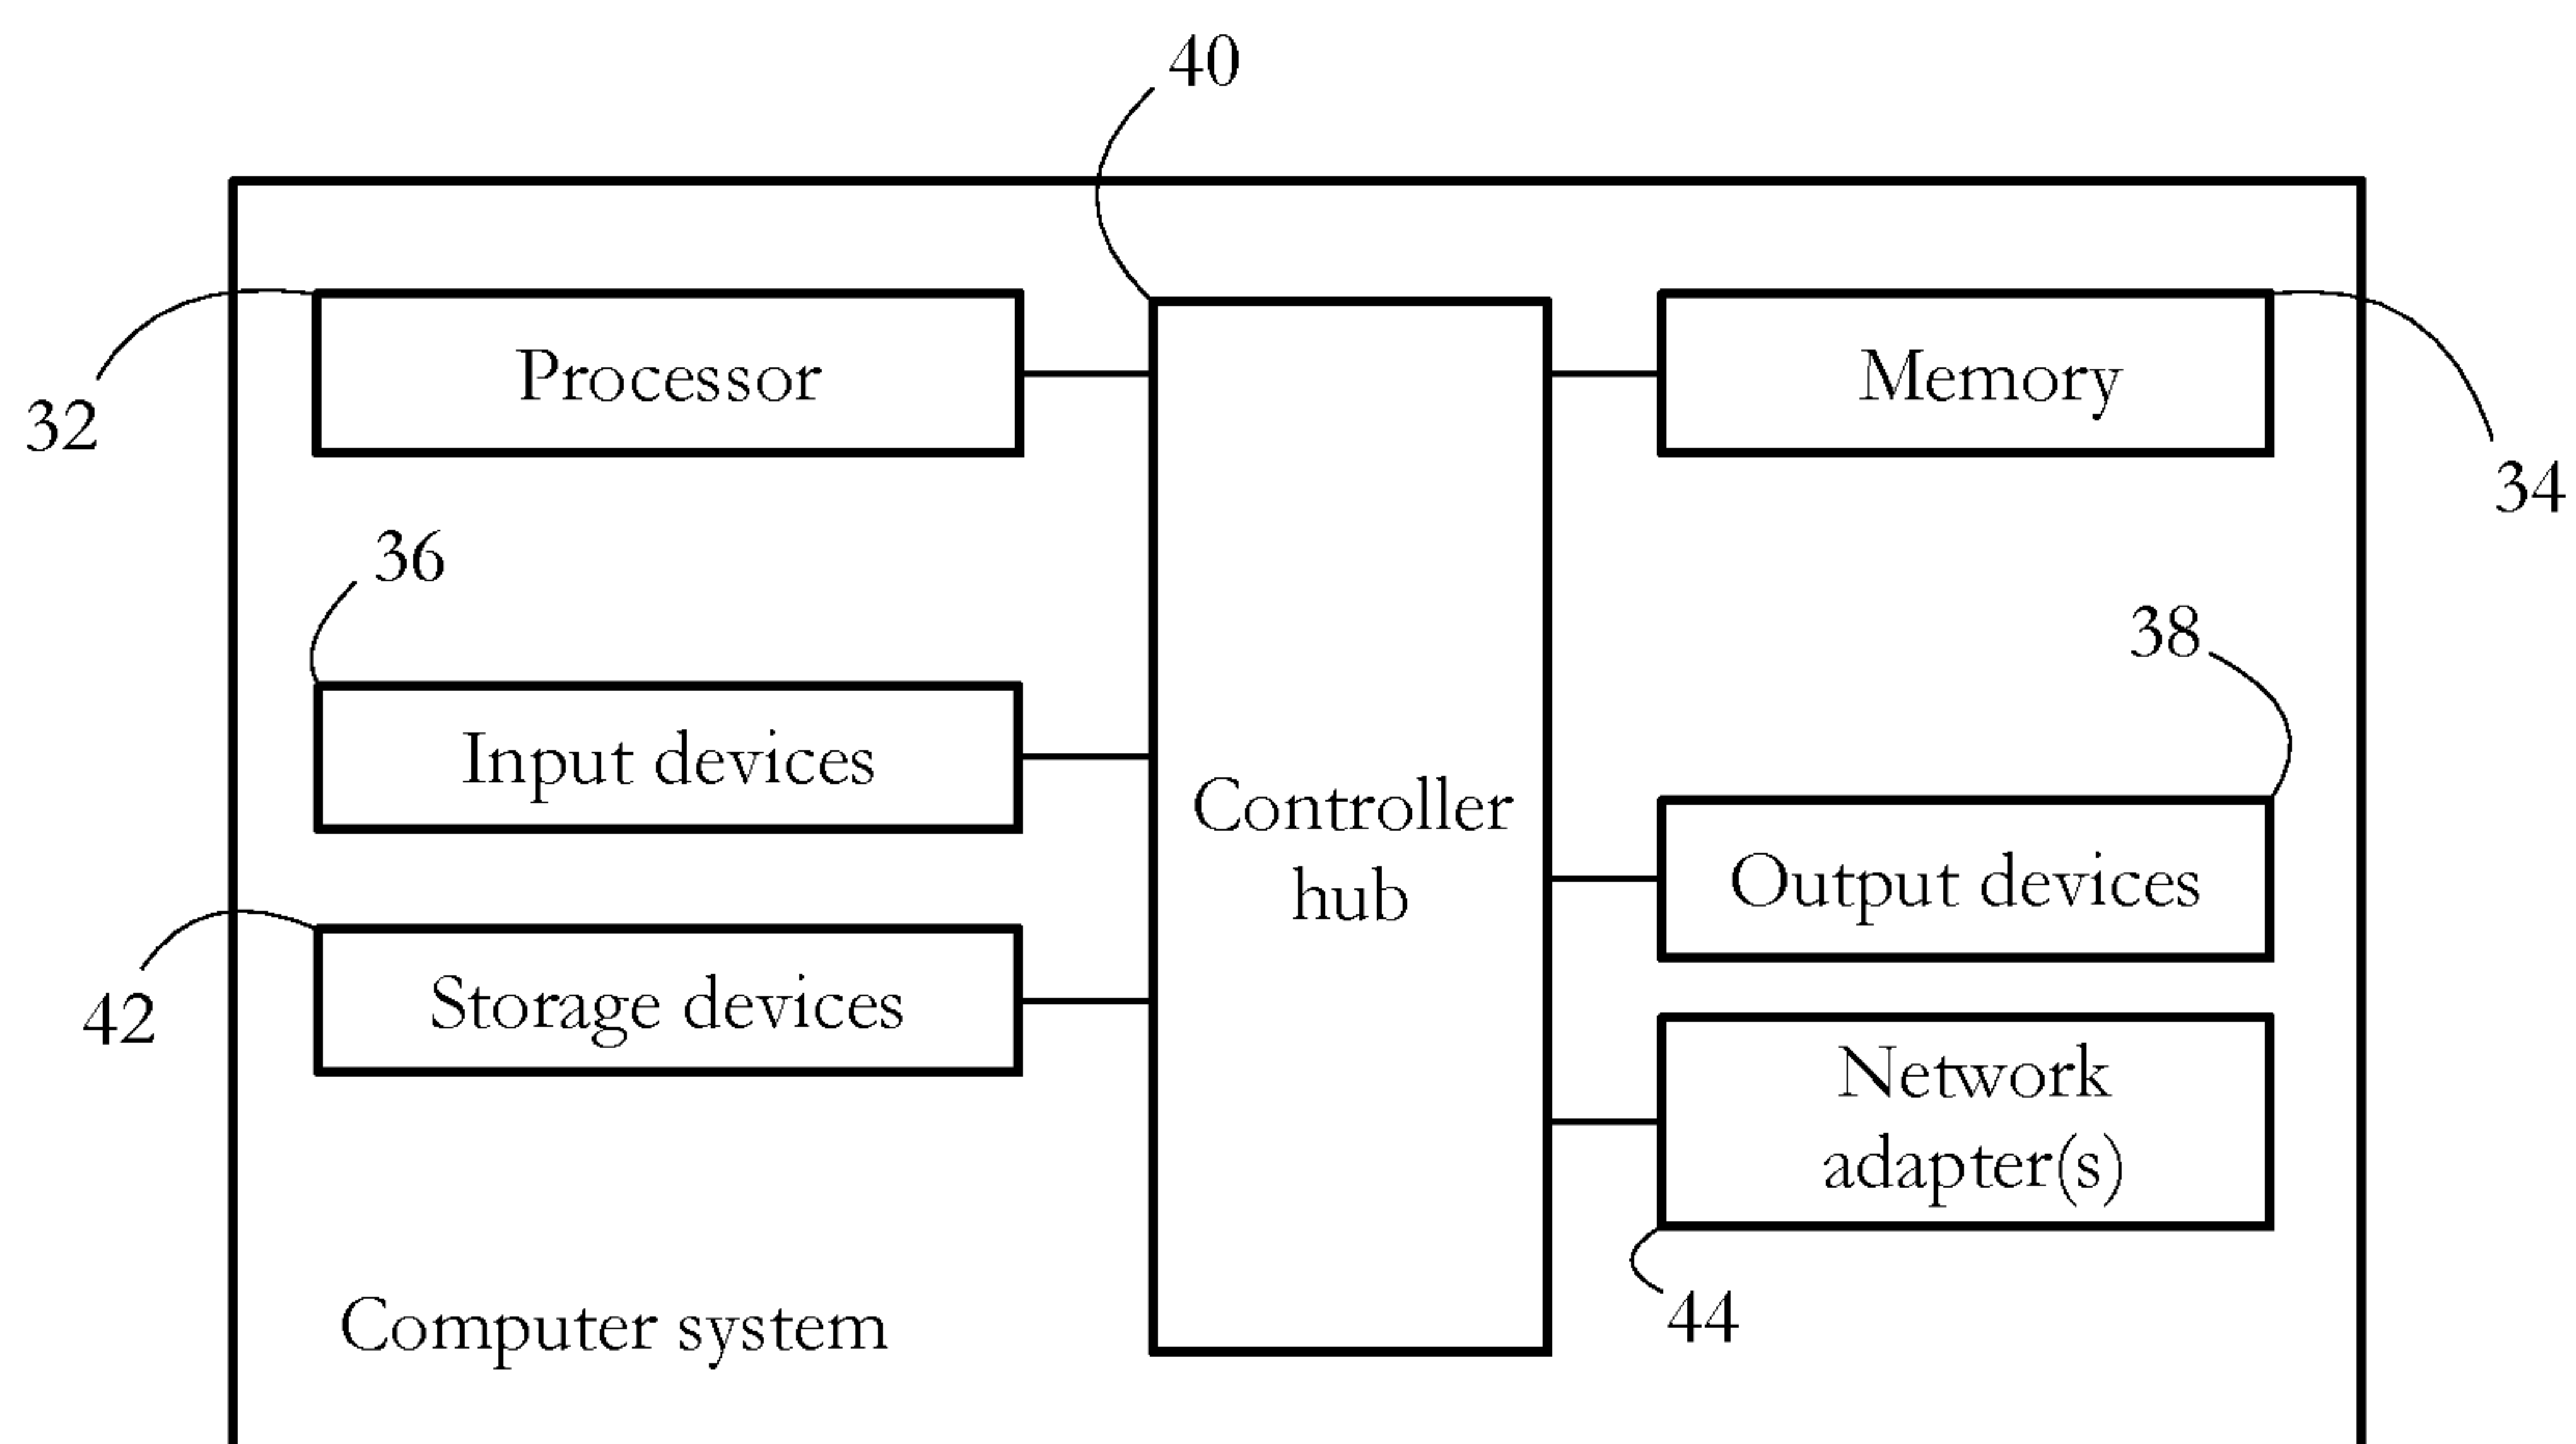 40
32
Processor
Memory
34
36
38
Input devices
Controller
hub
Output devices
42
Storage devices
Network
adapter(s)
44
Computer system